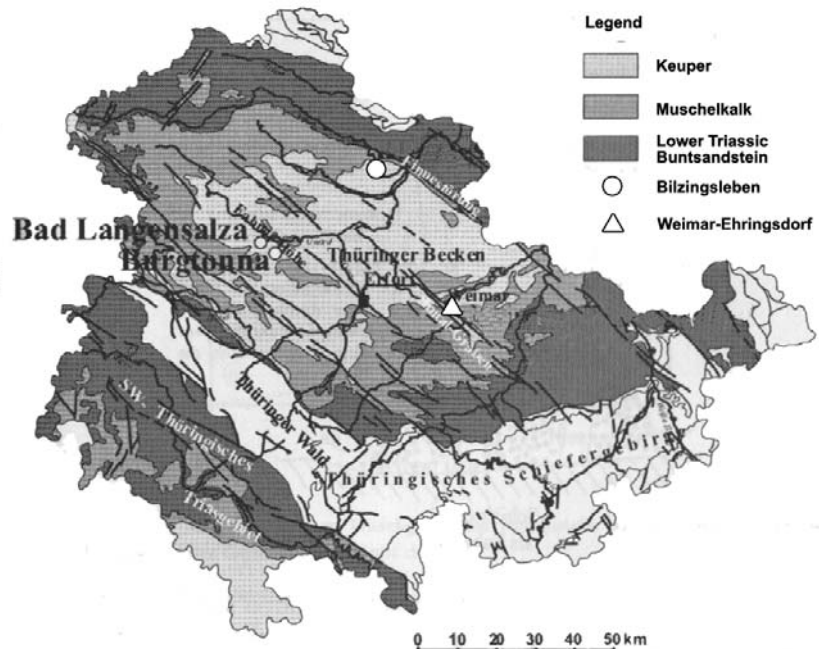 Legend
Keuper
Muschelkalk
Lower Triassic
Buntsandstein
Bilzingsleben
Weimar-Ehringsdorf
Bad Langensalza
Burgtonna
Thüringer Becken
Erfurt
Weimar
Thüringer Wald
SW. Thüringisches
Triasgebiet
Thüringisches Schiefergebirge
0 10 20 30 40 50 km